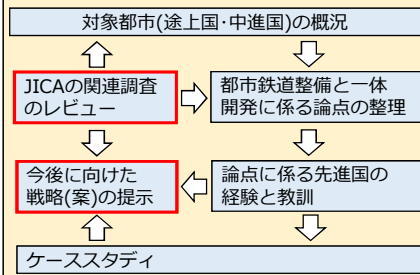 対象都市(途上国･中進国)の概況
JICAの関連調査
のレビュー
都市鉄道整備と一体
開発に係る論点の整理
今後に向けた
戦略(案)の提示
論点に係る先進国の
経験と教訓
ケーススタディ